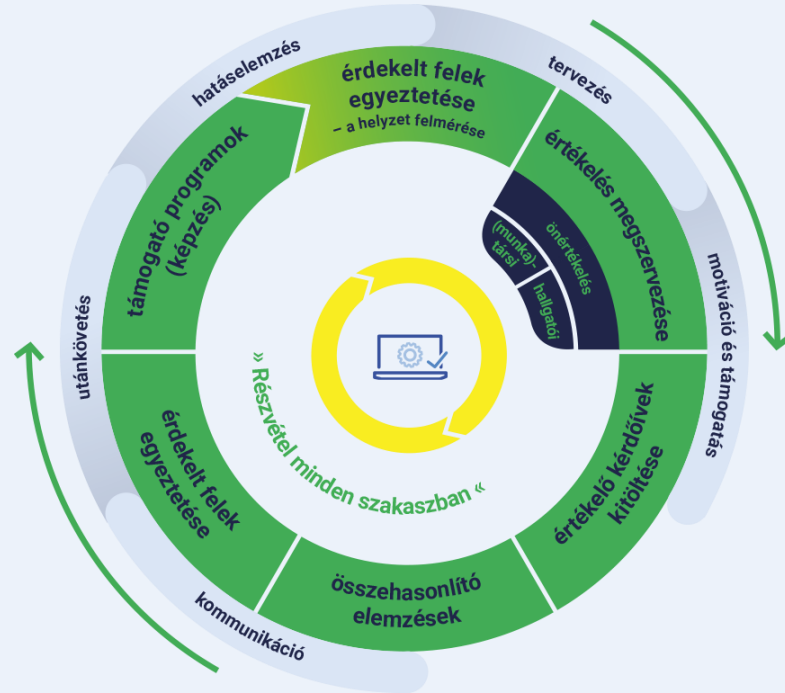 hatáselemzés
tervezés
motiváció és támogatás
kommunikáció
utánkövetés
érdekelt felek
egyeztetése
– a helyzet felmérése
értékelés megszervezése
önértékelés
(munka)-
társi
hallgatói
értékelő kérdőívek
kitöltése
összehasonlító
elemzések
érdekelt felek
egyeztetése
támogató programok
(képzés)
» Részvétel minden szakaszban «